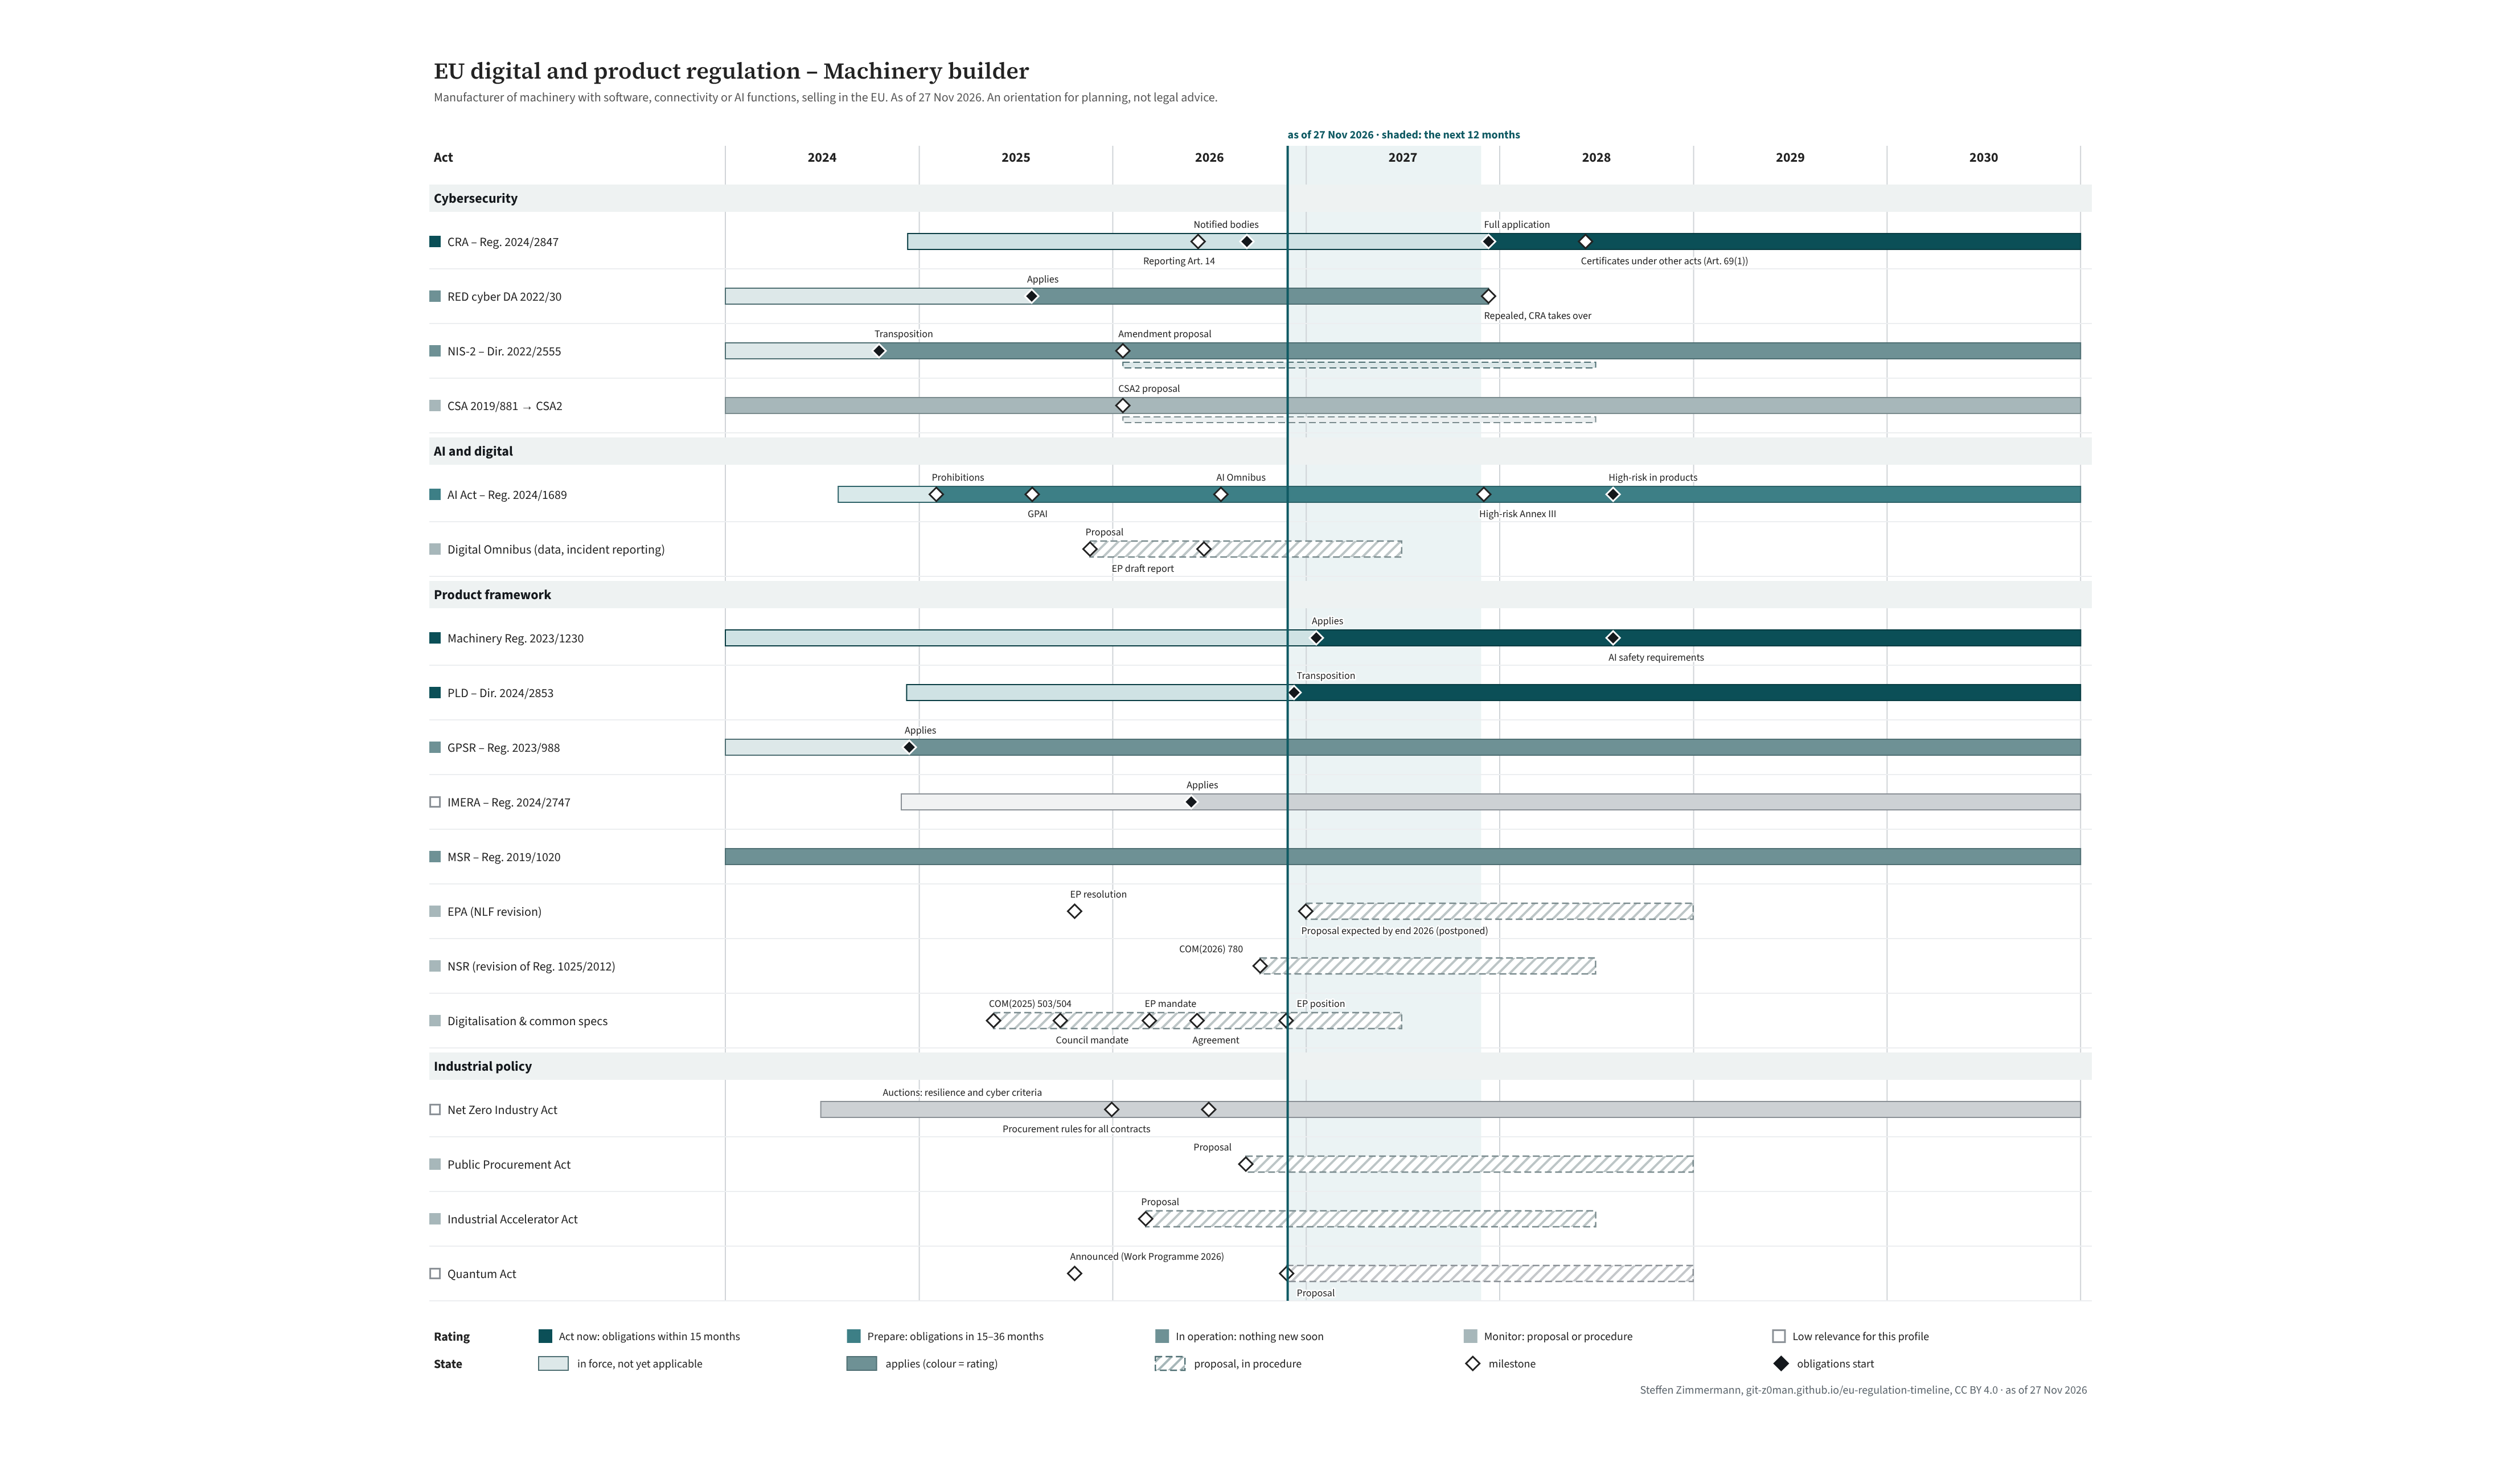 EU digital and product regulation – Machinery builder
Manufacturer of machinery with software, connectivity or AI functions, selling in the EU. As of 27 Nov 2026. An orientation for planning, not legal advice.
as of 27 Nov 2026 · shaded: the next 12 months
Act 2024 2025 2026 2027 2028 2029 2030
Cybersecurity
Notified bodies Full application
CRA – Reg. 2024/2847
Reporting Art. 14 Certificates under other acts (Art. 69(1))
Applies
RED cyber DA 2022/30
Repealed, CRA takes over
Transposition Amendment proposal
NIS-2 – Dir. 2022/2555
CSA2 proposal
CSA 2019/881 → CSA2
AI and digital
Prohibitions AI Omnibus High-risk in products
AI Act – Reg. 2024/1689
GPAI High-risk Annex III
Proposal
Digital Omnibus (data, incident reporting)
EP draft report
Product framework
Applies
Machinery Reg. 2023/1230
AI safety requirements
Transposition
PLD – Dir. 2024/2853
Applies
GPSR – Reg. 2023/988
Applies
IMERA – Reg. 2024/2747
MSR – Reg. 2019/1020
EP resolution
EPA (NLF revision)
Proposal expected by end 2026 (postponed)
COM(2026) 780
NSR (revision of Reg. 1025/2012)
COM(2025) 503/504 EP mandate EP position
Digitalisation & common specs
Council mandate Agreement
Industrial policy
Auctions: resilience and cyber criteria
Net Zero Industry Act
Procurement rules for all contracts
Proposal
Public Procurement Act
Proposal
Industrial Accelerator Act
Announced (Work Programme 2026)
Quantum Act
Proposal
Rating Act now: obligations within 15 months Prepare: obligations in 15–36 months In operation: nothing new soon Monitor: proposal or procedure Low relevance for this profile
State in force, not yet applicable applies (colour = rating) proposal, in procedure milestone obligations start
Steffen Zimmermann, git-z0man.github.io/eu-regulation-timeline, CC BY 4.0 · as of 27 Nov 2026